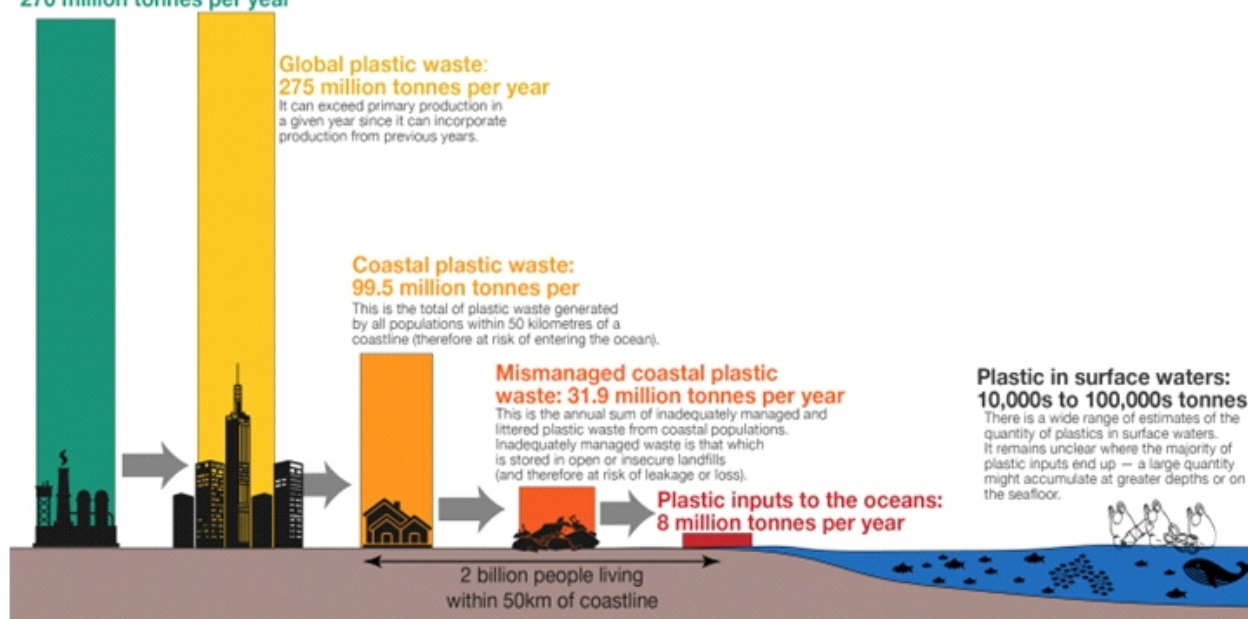 270 million tonnes per year
Global plastic waste:
275 million tonnes per year
It can exceed primary production in
a given year since it can incorporate
production from previous years.
Coastal plastic waste:
99.5 million tonnes per
This is the total of plastic waste generated
by all populations within 50 kilometres of a
coastline (therefore at risk of entering the ocean).
Mismanaged coastal plastic
waste: 31.9 million tonnes per year
This is the annual sum of inadequately managed and
littered plastic waste from coastal populations.
Inadequately managed waste is that which
is stored in open or insecure landfills
(and therefore at risk of leakage or loss).
Plastic inputs to the oceans:
8 million tonnes per year
Plastic in surface waters:
10,000s to 100,000s tonnes
There is a wide range of estimates of the
quantity of plastics in surface waters.
It remains unclear where the majority of
plastic inputs end up — a large quantity
might accumulate at greater depths or on
the seafloor.
2 billion people living
within 50km of coastline